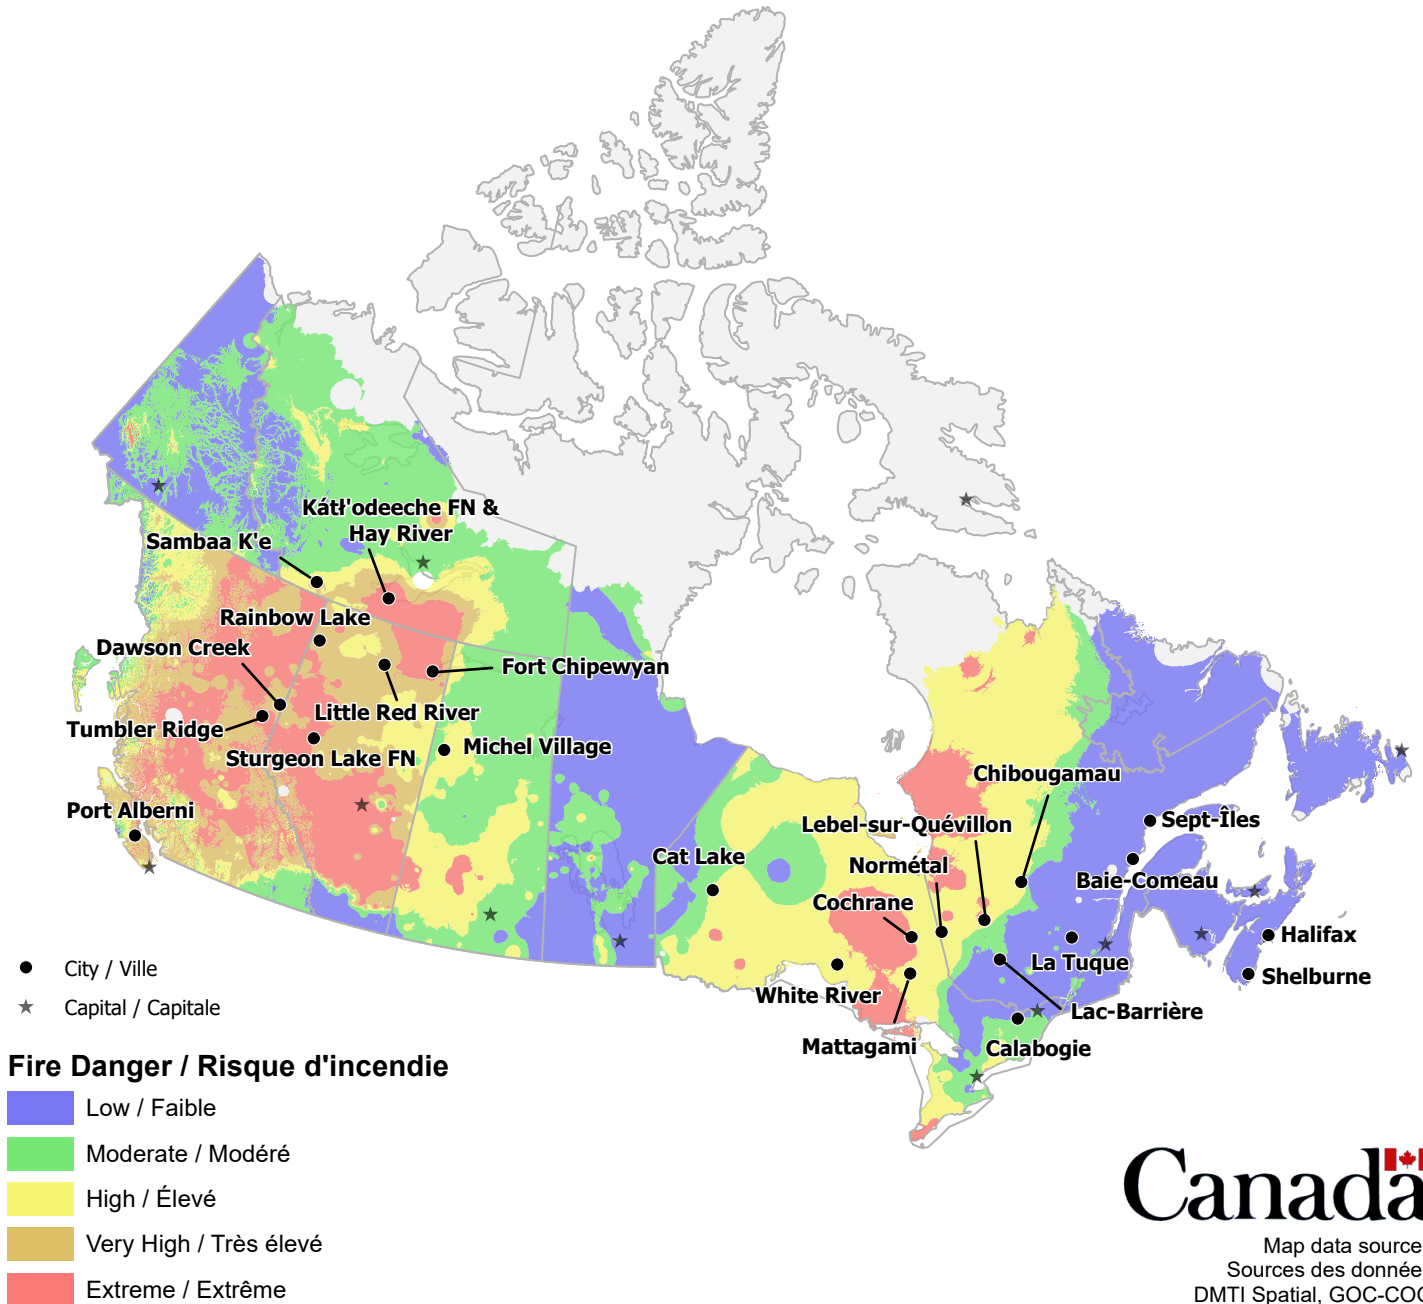 Kátł'odeeche FN &
Hay River
Sambaa K'e
Rainbow Lake
Dawson Creek
Fort Chipewyan
Little Red River
Tumbler Ridge
Michel Village
Sturgeon Lake FN
Chibougamau
Port Alberni
Lebel-sur-Quévillon
Sept-Îles
Cat Lake
Normétal
Baie-Comeau
Cochrane
Halifax
La Tuque
City / Ville
Shelburne
White River
Capital / Capitale
Lac-Barrière
Mattagami
Calabogie
Fire Danger / Risque d'incendie
Low / Faible
Moderate / Modéré
High / Élevé
Very High / Très élevé
Extreme / Extrême
Canada
Map data source
Sources des donnée
DMTI Spatial, GOC-COG